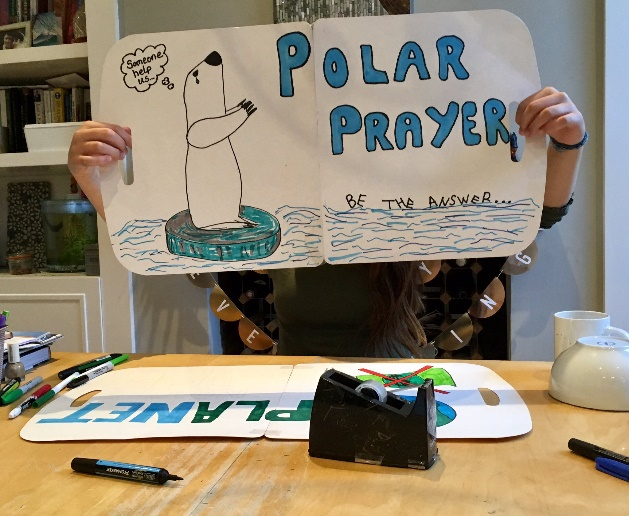 Someone
help
us...
POLAR
PRAYER.
BE THE ANSWER...
PLANET